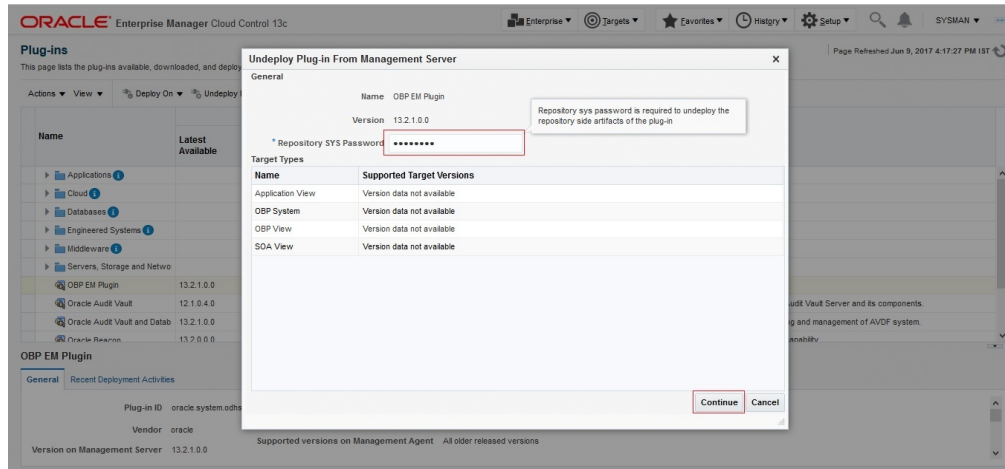 ORACLE Enterprise Manager Cloud Control 13c
Enterprise Targets Favorites History Setup SYSMAN
Plug-ins
Page Refreshed Jun 9, 2017 4:17:27 PM IST
This page lists the plug-ins available, downloaded, and deploy
Actions View Deploy On Undeploy
Name
Latest Available
Applications
Cloud
Databases
Engineered Systems
Middleware
Servers, Storage and Netwo
OBP EM Plugin 13.2.1.0.0
Oracle Audit Vault 12.1.0.4.0
udit Vault Server and its components.
Oracle Audit Vault and Datab 13.2.1.0.0
g and management of AVDF system.
Oracle Beacon 13.2.0.0.0
apability.
Undeploy Plug-in From Management Server
General
Name OBP EM Plugin
Version 13.2.1.0.0
Repository sys password is required to undeploy the
repository side artifacts of the plug-in
* Repository SYS Password ••••••••
Target Types
Name Supported Target Versions
Application View Version data not available
OBP System Version data not available
OBP View Version data not available
SOA View Version data not available
Continue Cancel
OBP EM Plugin
General Recent Deployment Activities
Plug-in ID oracle.system.odhs
Vendor oracle
Version on Management Server 13.2.1.0.0
Supported versions on Management Agent All older released versions